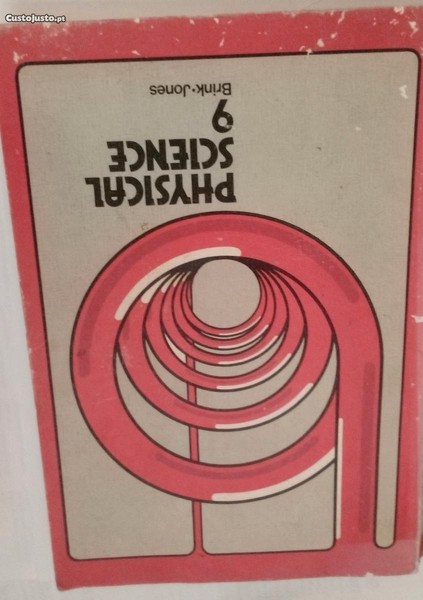 CustoJusto.pt
PHYSICAL
SCIENCE
9
Brink·Jones